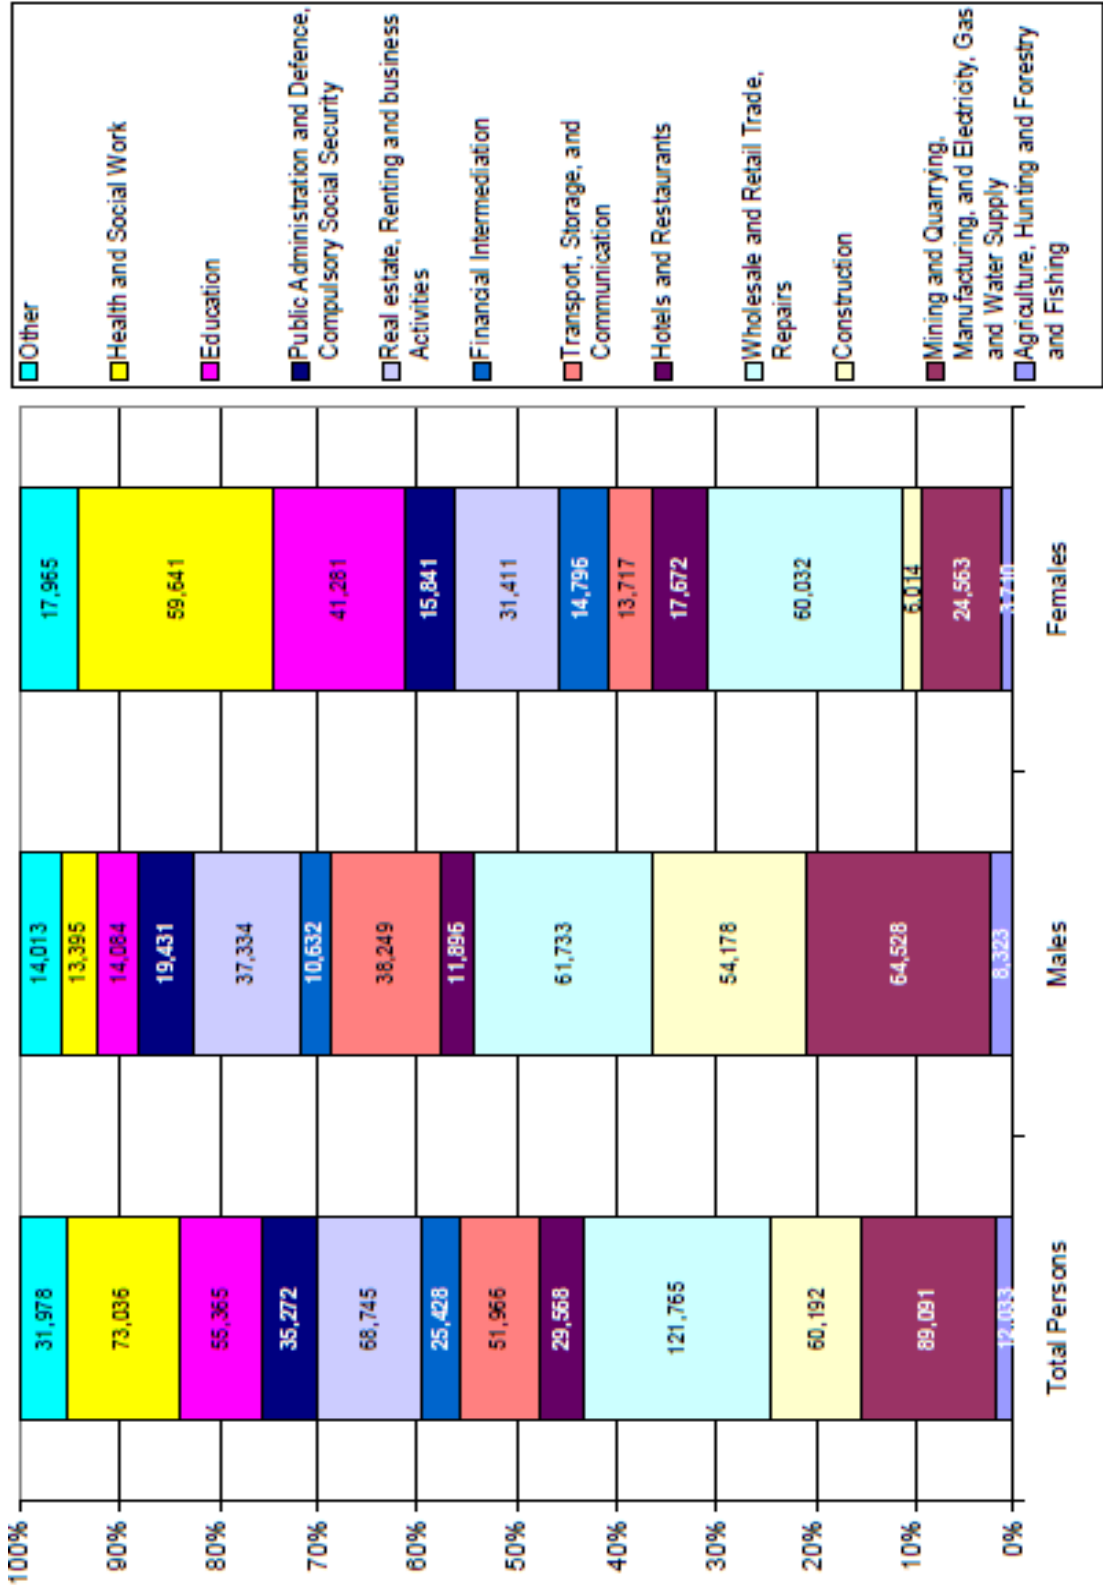 100%
90%
80%
70%
60%
50%
40%
30%
20%
10%
0%
31,978
73,036
55,365
35,272
68,745
25,428
51,966
29,568
121,765
60,192
89,091
12,033
Total Persons
14,013
13,395
14,084
19,431
37,334
10,632
38,249
11,896
61,733
54,178
64,528
8,323
Males
17,965
59,641
41,281
15,841
31,411
14,796
13,717
17,672
60,032
6,014
24,563
3,710
Females
Other
Health and Social Work
Education
Public Administration and Defence,
Compulsory Social Security
Real estate, Renting and business
Activities
Financial Intermediation
Transport, Storage, and
Communication
Hotels and Restaurants
Wholesale and Retail Trade,
Repairs
Construction
Mining and Quarrying,
Manufacturing, and Electricity, Gas
and Water Supply
Agriculture, Hunting and Forestry
and Fishing